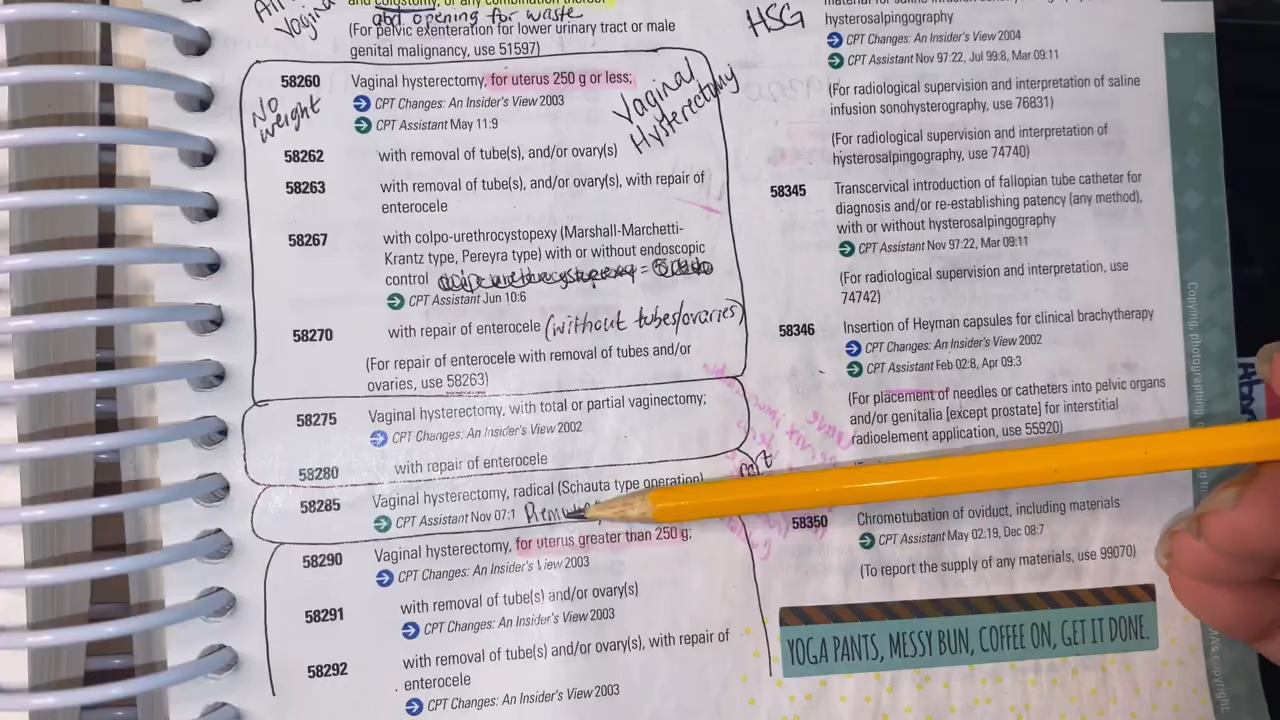 and colostomy, or any combination thereof
and opening for waste
(For pelvic exenteration for lower urinary tract or male
genital malignancy, use 51597)
58260 Vaginal hysterectomy, for uterus 250 g or less;
No weight
CPT Changes: An Insider's View 2003
CPT Assistant May 11:9
Vaginal
Hysterectomy
58262 with removal of tube(s), and/or ovary(s)
58263 with removal of tube(s), and/or ovary(s), with repair of
enterocele
58267 with colpo-urethrocystopexy (Marshall-Marchetti-
Krantz type, Pereyra type) with or without endoscopic
control
CPT Assistant Jun 10:6
58270 with repair of enterocele (without tubes/ovaries)
(For repair of enterocele with removal of tubes and/or
ovaries, use 58263)
58275 Vaginal hysterectomy, with total or partial vaginectomy;
CPT Changes: An Insider's View 2002
58280 with repair of enterocele
58285 Vaginal hysterectomy, radical (Schauta type operation)
CPT Assistant Nov 07:1
58290 Vaginal hysterectomy, for uterus greater than 250 g;
CPT Changes: An Insider's View 2003
58291 with removal of tube(s) and/or ovary(s)
CPT Changes: An Insider's View 2003
58292 with removal of tube(s) and/or ovary(s), with repair of
enterocele
CPT Changes: An Insider's View 2003
HSG
hysterosalpingography
CPT Changes: An Insider's View 2004
CPT Assistant Nov 97:22, Jul 99:8, Mar 09:11
(For radiological supervision and interpretation of saline
infusion sonohysterography, use 76831)
(For radiological supervision and interpretation of
hysterosalpingography, use 74740)
58345 Transcervical introduction of fallopian tube catheter for
diagnosis and/or re-establishing patency (any method),
with or without hysterosalpingography
CPT Assistant Nov 97:22, Mar 09:11
(For radiological supervision and interpretation, use
74742)
58346 Insertion of Heyman capsules for clinical brachytherapy
CPT Changes: An Insider's View 2002
CPT Assistant Feb 02:8, Apr 09:3
(For placement of needles or catheters into pelvic organs
and/or genitalia [except prostate] for interstitial
radioelement application, use 55920)
58350 Chromotubation of oviduct, including materials
CPT Assistant May 02:19, Dec 08:7
(To report the supply of any materials, use 99070)
YOGA PANTS, MESSY BUN, COFFEE ON, GET IT DONE.